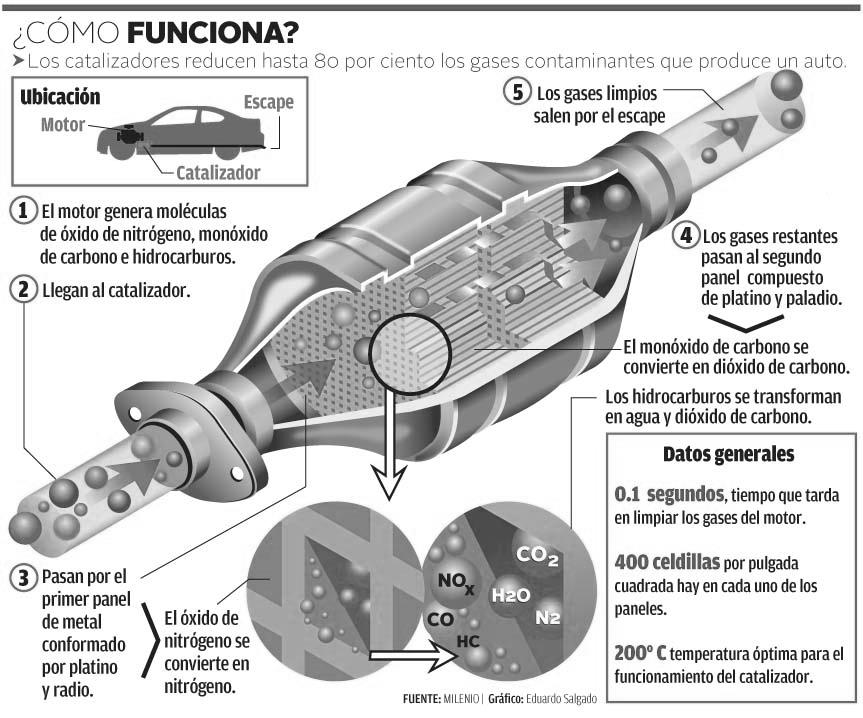 ¿CÓMO FUNCIONA?
➤Los catalizadores reducen hasta 80 por ciento los gases contaminantes que produce un auto.
Ubicación
Motor
Escape
Catalizador
1 El motor genera moléculas
de óxido de nitrógeno, monóxido
de carbono e hidrocarburos.
2 Llegan al catalizador.
3 Pasan por el
primer panel
de metal
conformado
por platino
y radio.
El óxido de
nitrógeno se
convierte en
nitrógeno.
4 Los gases restantes
pasan al segundo
panel compuesto
de platino y paladio.
El monóxido de carbono se
convierte en dióxido de carbono.
Los hidrocarburos se transforman
en agua y dióxido de carbono.
5 Los gases limpios
salen por el escape
CO2
NOx
H2O
N2
CO
HC
Datos generales
0.1 segundos, tiempo que tarda
en limpiar los gases del motor.
400 celdillas por pulgada
cuadrada hay en cada uno de los
paneles.
200º C temperatura óptima para el
funcionamiento del catalizador.
FUENTE: MILENIO | Gráfico: Eduardo Salgado